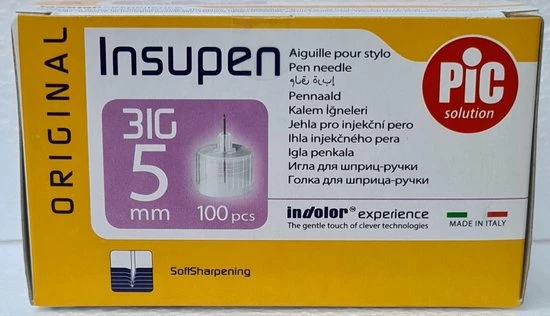 ORIGINAL
Insupen
31G
5
mm
100 pcs
SoftSharpening
Aiguille pour stylo
Pen needle
Pennaald
Kalem İğneleri
Jehla pro injekční pero
Ihla injekčného pera
Igla penkala
Игла для шприц-ручки
Голка для шприца-ручки
indolor™ experience
The gentle touch of clever technologies
PiC
solution
MADE IN ITALY